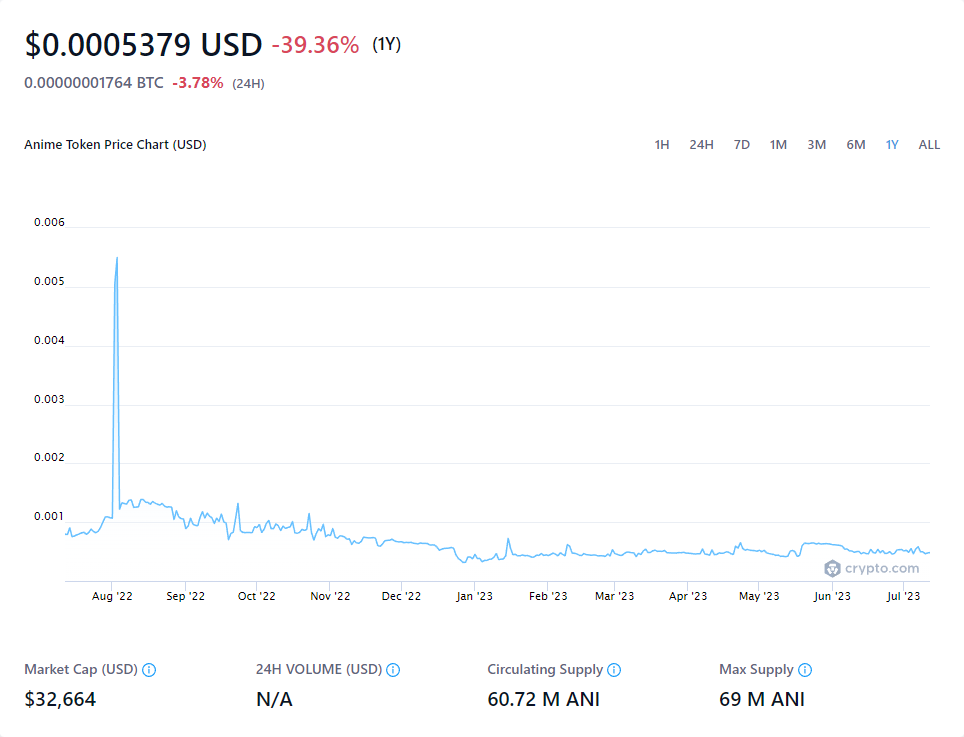 $0.0005379 USD -39.36% (1Y)
0.00000001764 BTC -3.78% (24H)
Anime Token Price Chart (USD) 1H 24H 7D 1M 3M 6M 1Y ALL
0.006
0.005
0.004
0.003
0.002
0.001
crypto.com
Aug '22 Sep '22 Oct '22 Nov '22 Dec '22 Jan '23 Feb '23 Mar '23 Apr '23 May '23 Jun '23 Jul '23
Market Cap (USD) 24H VOLUME (USD) Circulating Supply Max Supply
$32,664 N/A 60.72 M ANI 69 M ANI